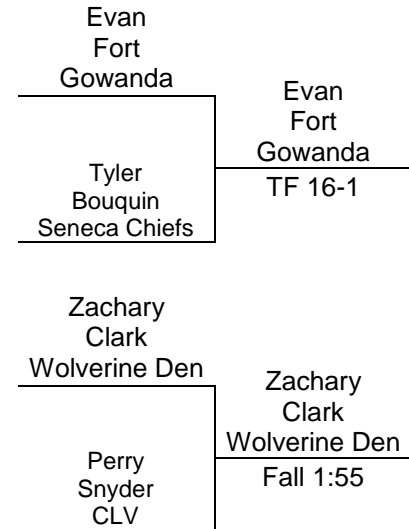 Evan
Fort
Gowanda
Tyler
Bouquin
Seneca Chiefs
Evan
Fort
Gowanda
TF 16-1
Zachary
Clark
Wolverine Den
Perry
Snyder
CLV
Zachary
Clark
Wolverine Den
Fall 1:55